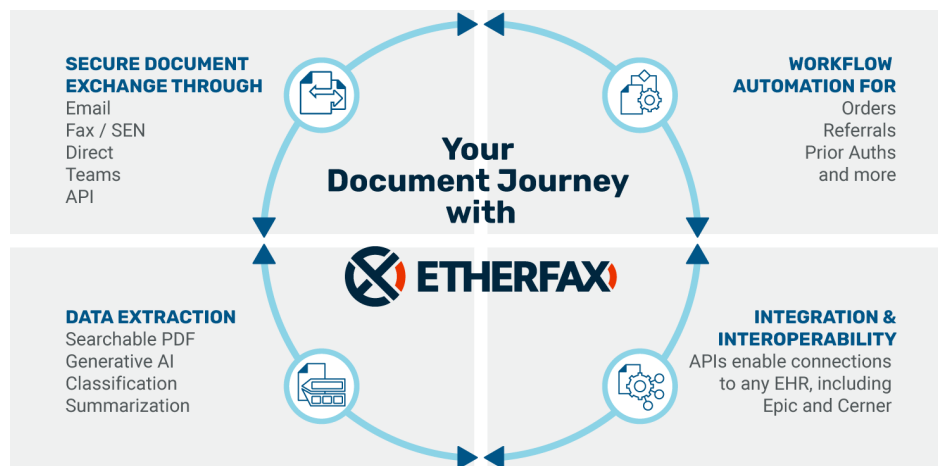 SECURE DOCUMENT
EXCHANGE THROUGH
Email
Fax / SEN
Direct
Teams
API
WORKFLOW
AUTOMATION FOR
Orders
Referrals
Prior Auths
and more
Your
Document Journey
with
ETHERFAX
DATA EXTRACTION
Searchable PDF
Generative AI
Classification
Summarization
INTEGRATION &
INTEROPERABILITY
APIs enable connections
to any EHR, including
Epic and Cerner